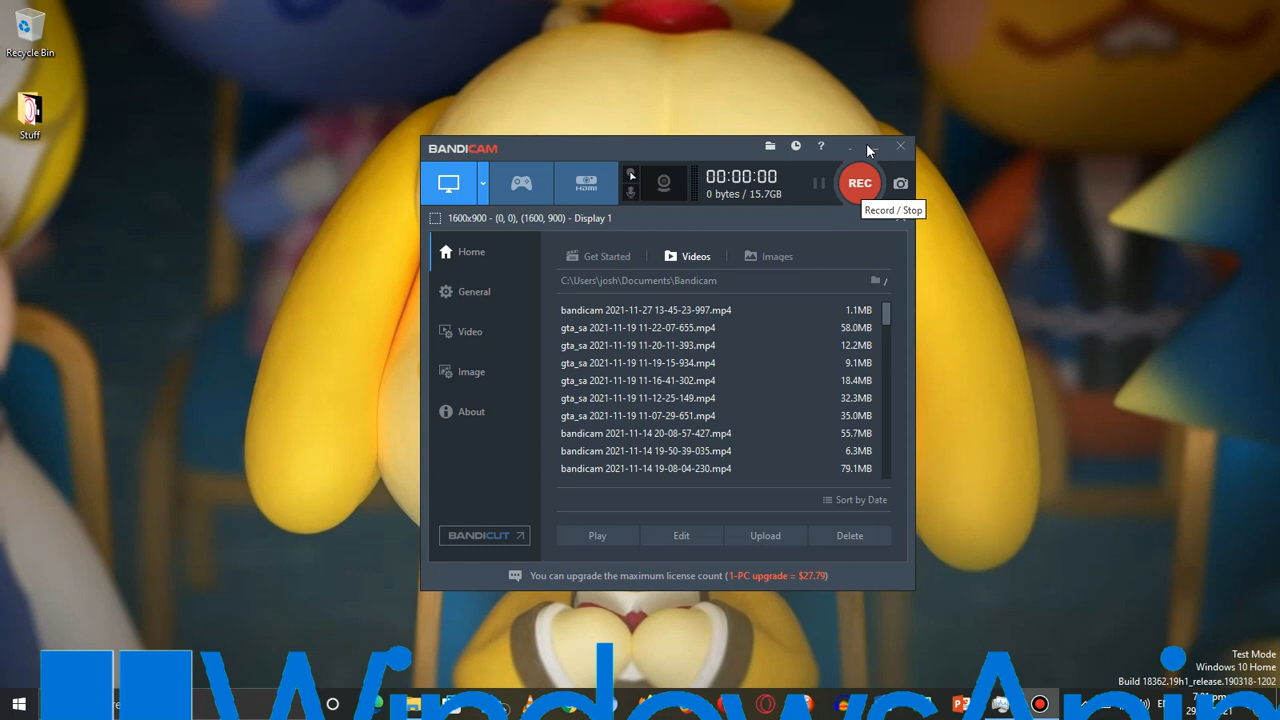 Recycle Bin
Stuff
BANDICAM
HDMI
00:00:00
0 bytes / 15.7GB
REC
Record / Stop
1600x900 - (0, 0), (1600, 900) - Display 1
Home
General
Video
Image
About
BANDICUT
Get Started
Videos
Images
C:\Users\josh\Documents\Bandicam
bandicam 2021-11-27 13-45-23-997.mp4 1.1MB
gta_sa 2021-11-19 11-22-07-655.mp4 58.0MB
gta_sa 2021-11-19 11-20-11-393.mp4 12.2MB
gta_sa 2021-11-19 11-19-15-934.mp4 9.1MB
gta_sa 2021-11-19 11-16-41-302.mp4 18.4MB
gta_sa 2021-11-19 11-12-25-149.mp4 32.3MB
gta_sa 2021-11-19 11-07-29-651.mp4 35.0MB
bandicam 2021-11-14 20-08-57-427.mp4 55.7MB
bandicam 2021-11-14 19-50-39-035.mp4 6.3MB
bandicam 2021-11-14 19-08-04-230.mp4 79.1MB
Sort by Date
Play Edit Upload Delete
You can upgrade the maximum license count (1-PC upgrade = $27.79)
Test Mode
Windows 10 Home
Build 18362.19h1_release.190318-1202